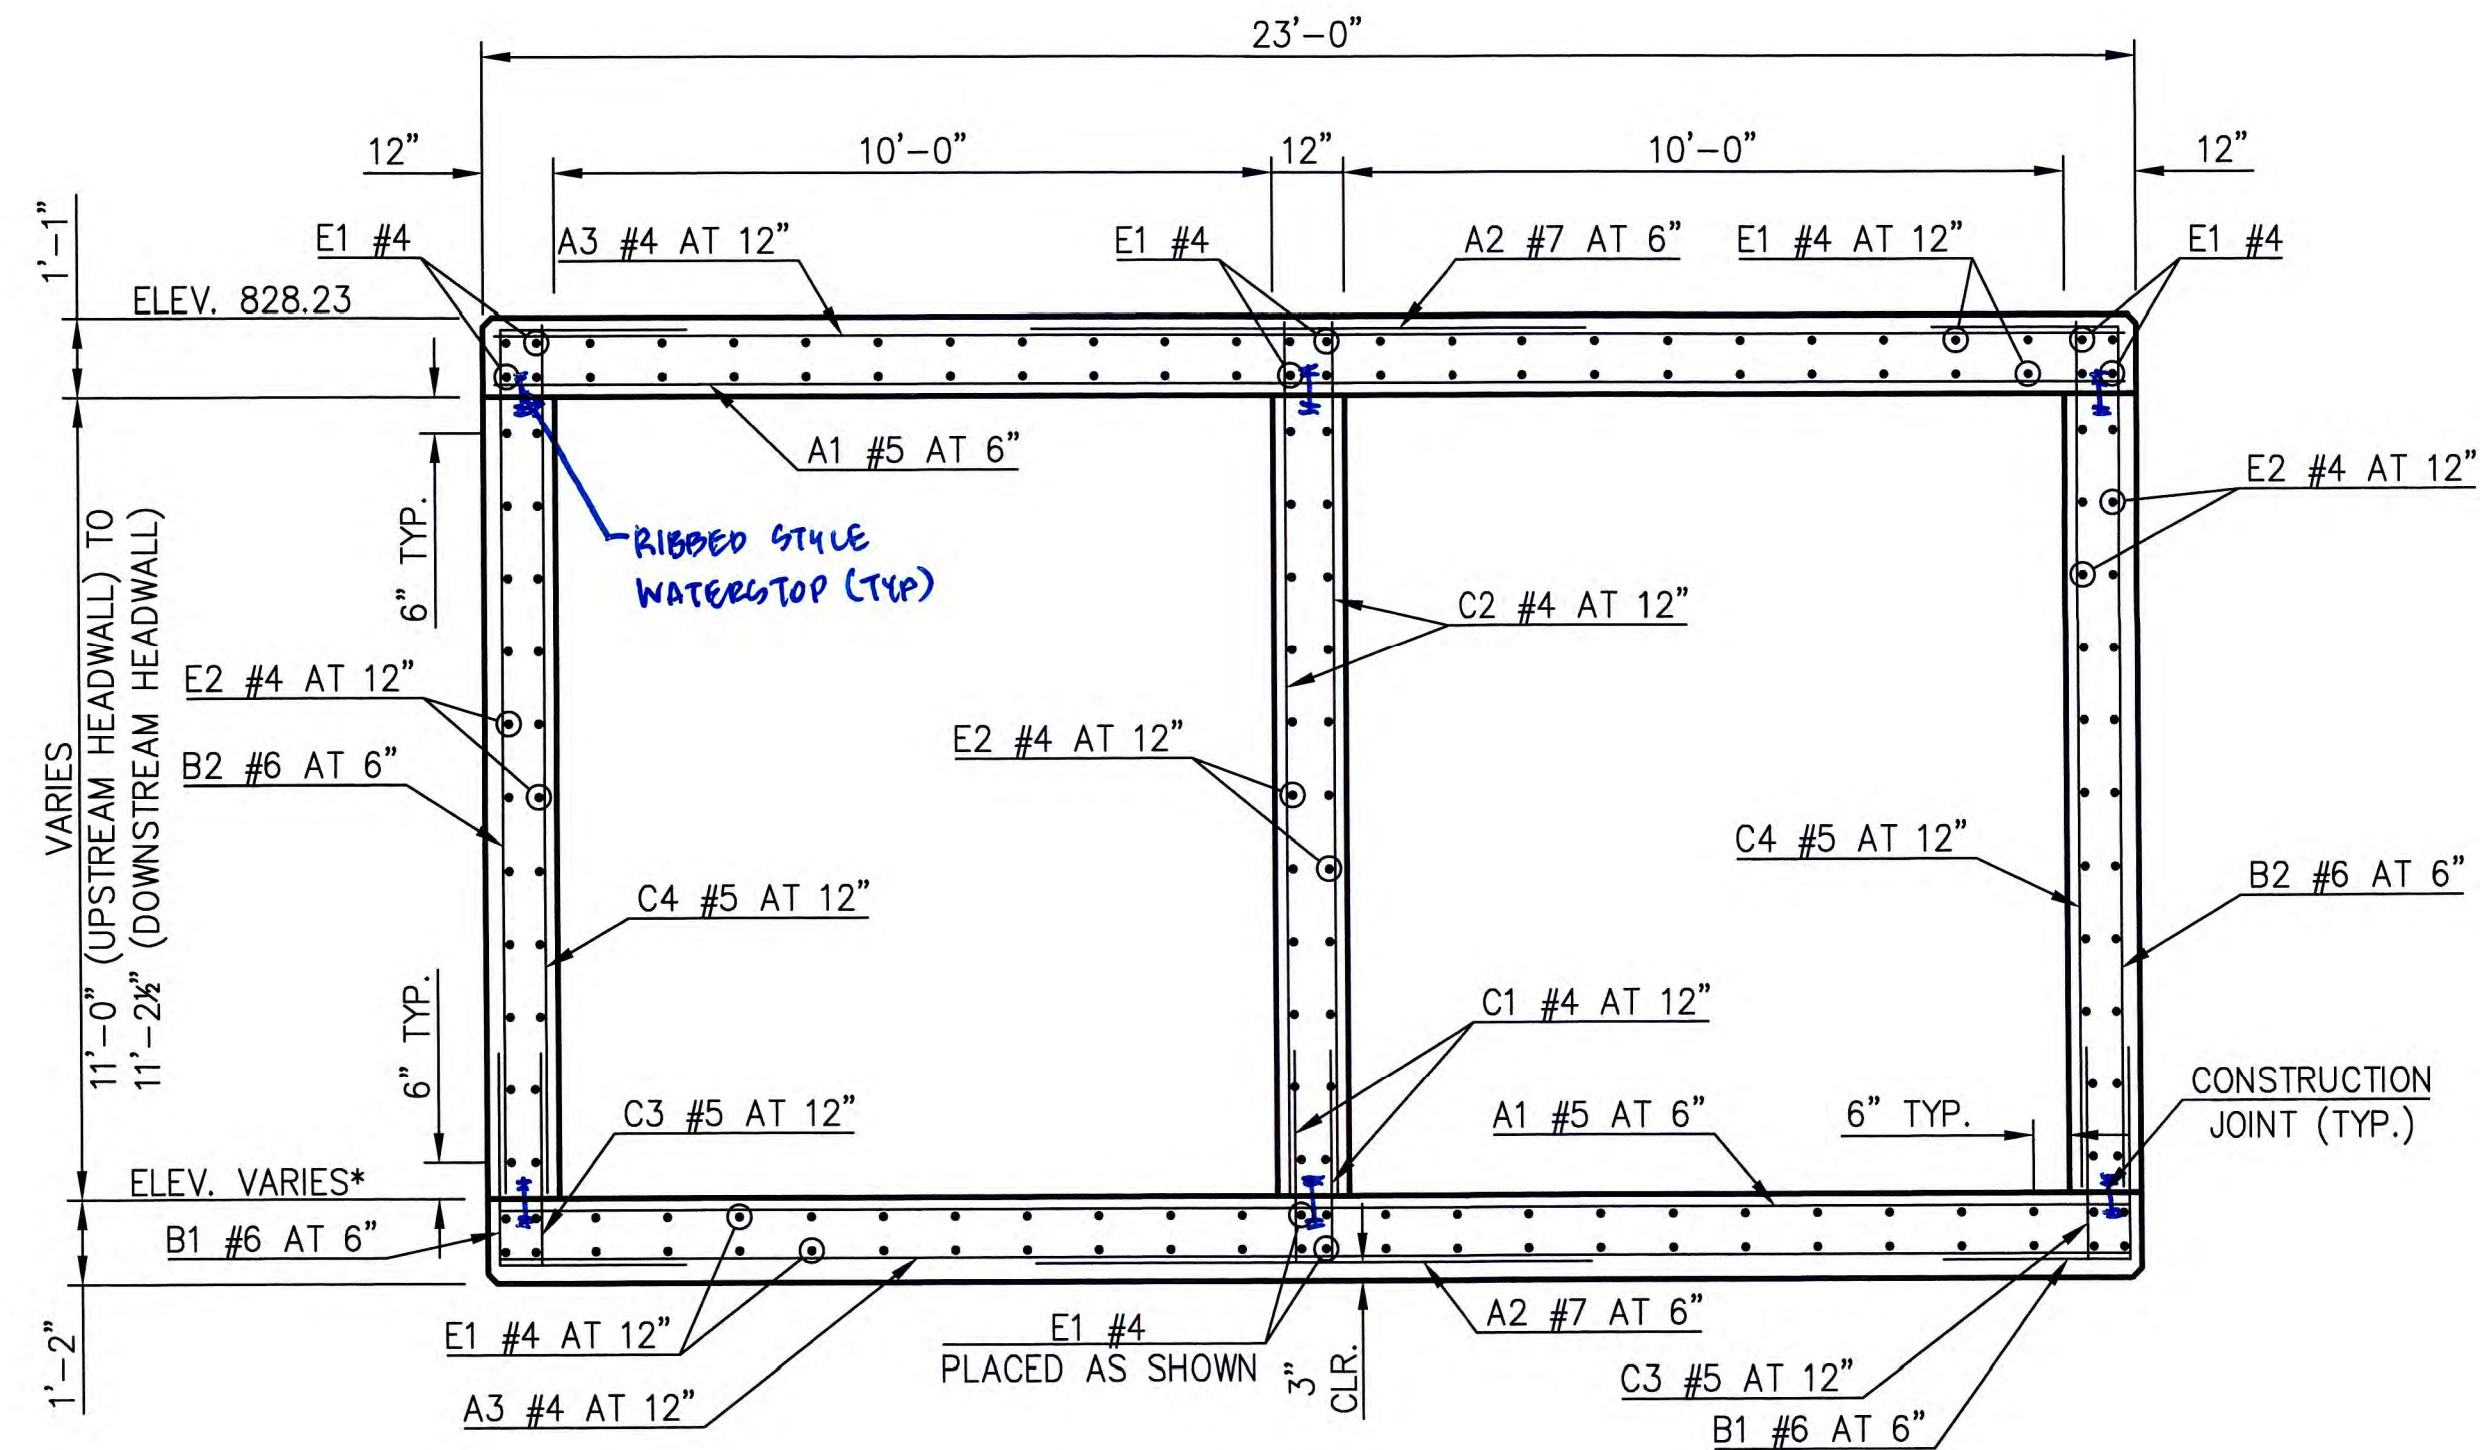 23'-0"
12"
10'-0"
12"
10'-0"
12"
1'-1"
E1 #4
A3 #4 AT 12"
E1 #4
A2 #7 AT 6"
E1 #4 AT 12"
E1 #4
ELEV. 828.23
A1 #5 AT 6"
E2 #4 AT 12"
6" TYP.
RIBBED STYLE
WATERSTOP (TYP)
C2 #4 AT 12"
VARIES
11'-0" (UPSTREAM HEADWALL) TO
11'-2½" (DOWNSTREAM HEADWALL)
E2 #4 AT 12"
B2 #6 AT 6"
E2 #4 AT 12"
C4 #5 AT 12"
B2 #6 AT 6"
C4 #5 AT 12"
6" TYP.
C1 #4 AT 12"
C3 #5 AT 12"
A1 #5 AT 6"
6" TYP.
CONSTRUCTION
JOINT (TYP.)
ELEV. VARIES*
B1 #6 AT 6"
1'-2"
E1 #4 AT 12"
E1 #4
PLACED AS SHOWN
3"
CLR.
A2 #7 AT 6"
A3 #4 AT 12"
C3 #5 AT 12"
B1 #6 AT 6"